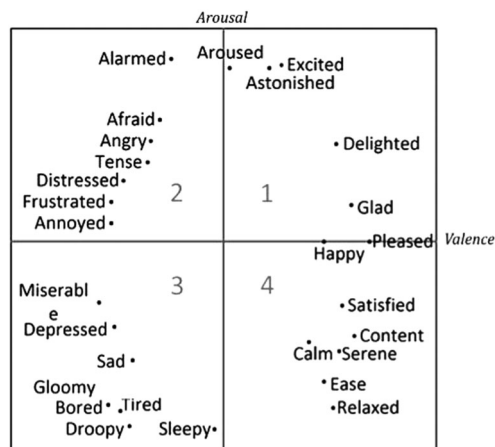 Arousal
Alarmed
Aroused
Excited
Astonished
Afraid
Angry
Tense
Distressed
Frustrated
Annoyed
2
1
Delighted
Glad
Pleased
Valence
Happy
Miserabl
e
Depressed
Sad
Gloomy
Bored
Tired
Droopy
Sleepy
3
4
Satisfied
Content
Calm Serene
Ease
Relaxed